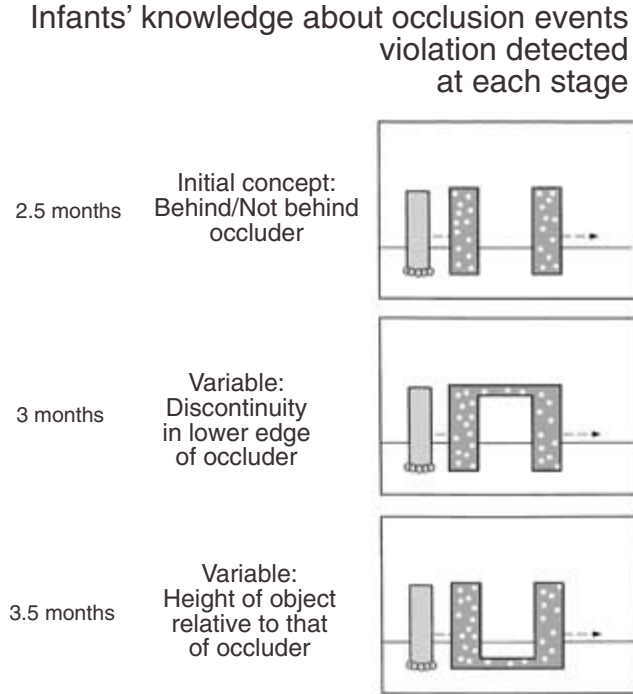 Infants’ knowledge about occlusion events
violation detected
at each stage
2.5 months
Initial concept:
Behind/Not behind
occluder
3 months
Variable:
Discontinuity
in lower edge
of occluder
3.5 months
Variable:
Height of object
relative to that
of occluder